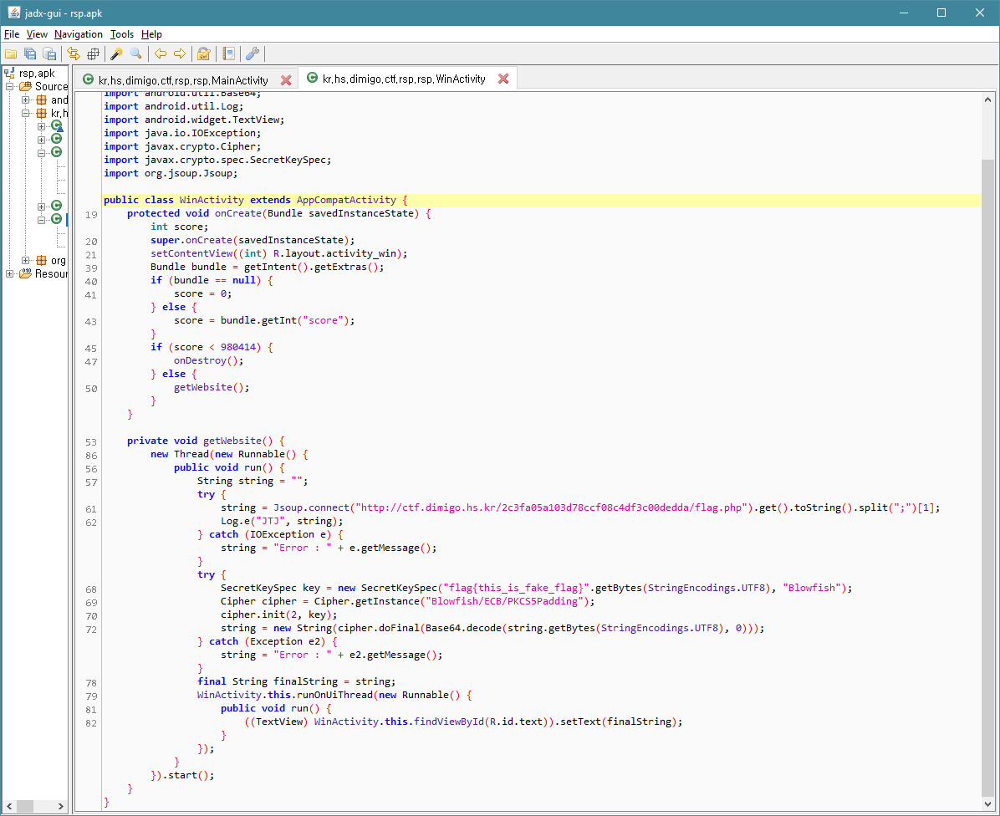 jadx-gui - rsp.apk
File View Navigation Tools Help
rsp.apk
Source
and
kr.h
org
Resour
kr.hs.dimigo.ctf.rsp.rsp.MainActivity
kr.hs.dimigo.ctf.rsp.rsp.WinActivity
import android.util.Base64;
import android.util.Log;
import android.widget.TextView;
import java.io.IOException;
import javax.crypto.Cipher;
import javax.crypto.spec.SecretKeySpec;
import org.jsoup.Jsoup;
public class WinActivity extends AppCompatActivity {
19 protected void onCreate(Bundle savedInstanceState) {
int score;
20 super.onCreate(savedInstanceState);
21 setContentView((int) R.layout.activity_win);
39 Bundle bundle = getIntent().getExtras();
40 if (bundle == null) {
41 score = 0;
} else {
43 score = bundle.getInt("score");
}
45 if (score < 980414) {
47 onDestroy();
} else {
50 getWebsite();
}
}
53 private void getWebsite() {
86 new Thread(new Runnable() {
56 public void run() {
57 String string = "";
try {
61 string = Jsoup.connect("http://ctf.dimigo.hs.kr/2c3fa05a103d78ccf08c4df3c00dedda/flag.php").get().toString().split(";")[1];
62 Log.e("JTJ", string);
} catch (IOException e) {
string = "Error : " + e.getMessage();
}
try {
68 SecretKeySpec key = new SecretKeySpec("flag{this_is_fake_flag}".getBytes(StringEncodings.UTF8), "Blowfish");
69 Cipher cipher = Cipher.getInstance("Blowfish/ECB/PKCS5Padding");
70 cipher.init(2, key);
72 string = new String(cipher.doFinal(Base64.decode(string.getBytes(StringEncodings.UTF8), 0)));
} catch (Exception e2) {
string = "Error : " + e2.getMessage();
}
78 final String finalString = string;
79 WinActivity.this.runOnUiThread(new Runnable() {
81 public void run() {
82 ((TextView) WinActivity.this.findViewById(R.id.text)).setText(finalString);
}
});
}
}).start();
}
}